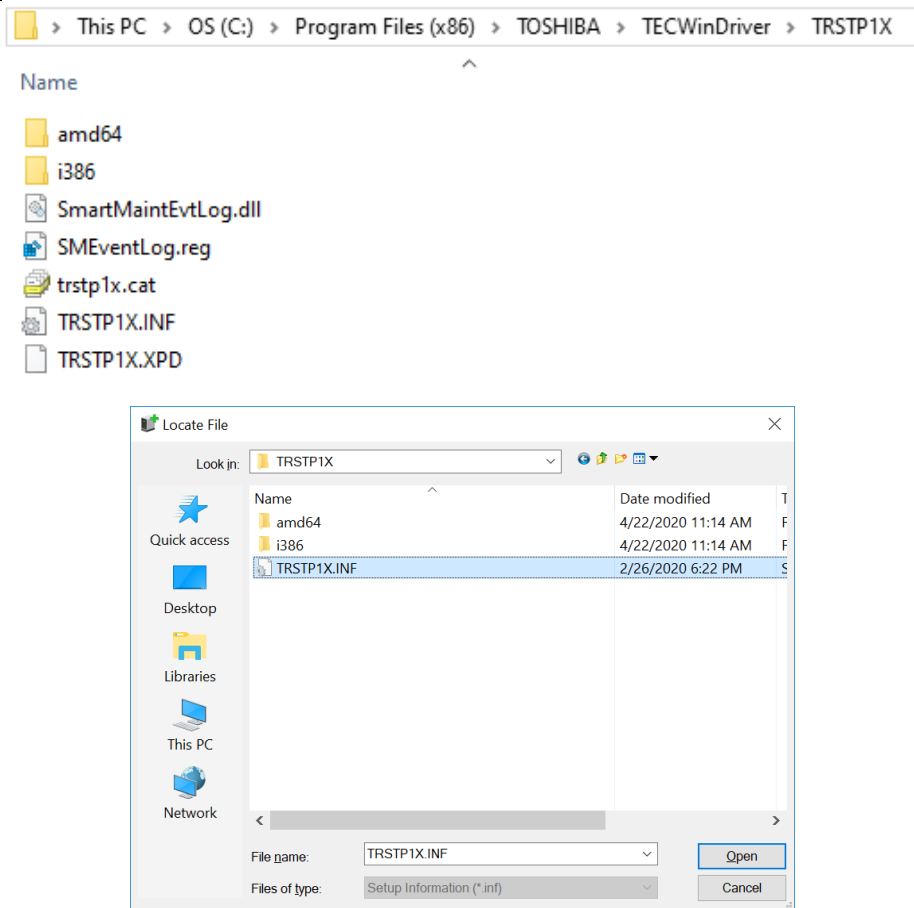 This PC > OS (C:) > Program Files (x86) > TOSHIBA > TECWinDriver > TRSTP1X
Name
amd64
i386
SmartMaintEvtLog.dll
SMEventLog.reg
trstp1x.cat
TRSTP1X.INF
TRSTP1X.XPD
Locate File
Look in: TRSTP1X
Name Date modified T
amd64 4/22/2020 11:14 AM F
i386 4/22/2020 11:14 AM F
TRSTP1X.INF 2/26/2020 6:22 PM S
Quick access
Desktop
Libraries
This PC
Network
File name: TRSTP1X.INF Open
Files of type: Setup Information (*.inf) Cancel